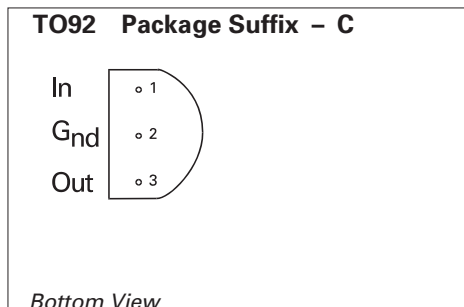 TO92 Package Suffix – C
In 1
Gnd 2
Out 3
Bottom View